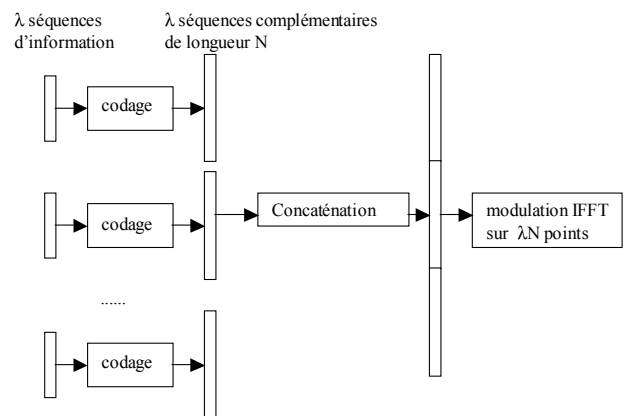 λ séquences
d'information
λ séquences complémentaires
de longueur N
codage
codage
Concaténation
modulation IFFT
sur λN points
......
codage